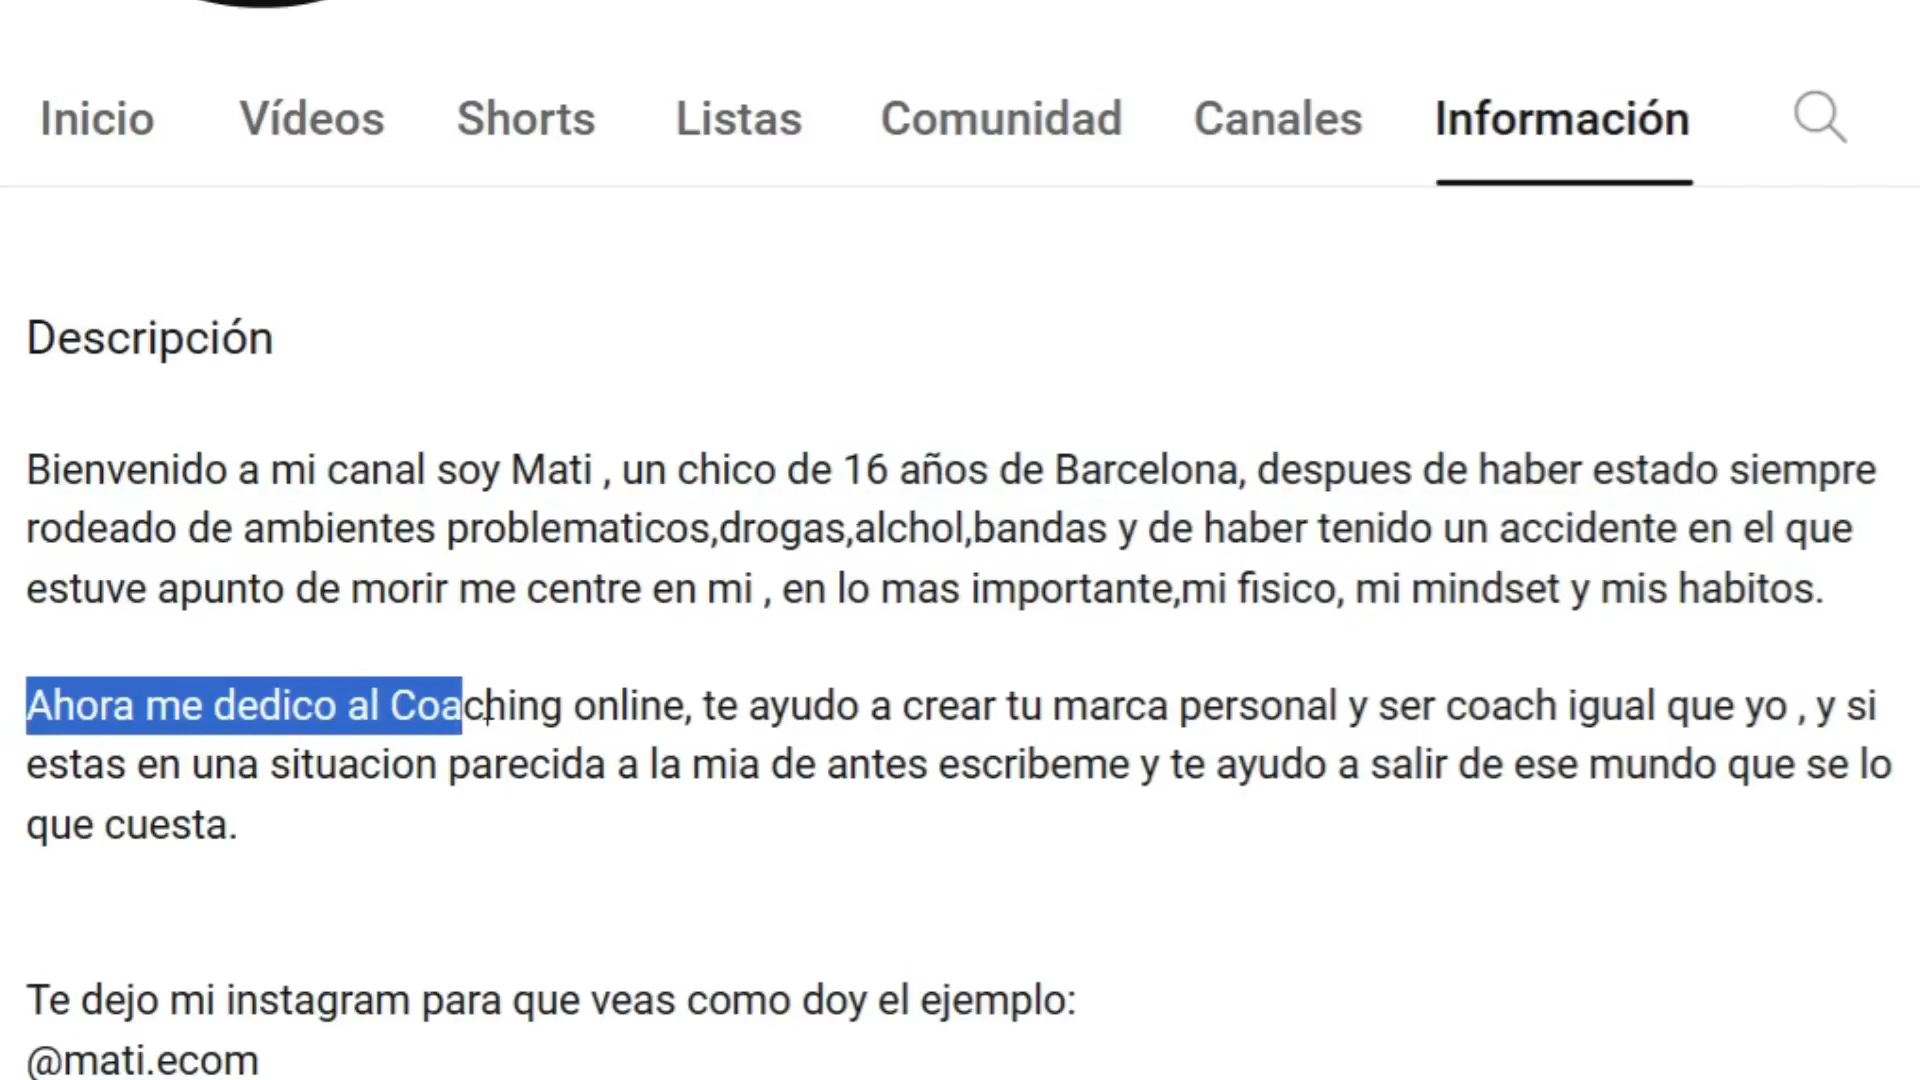 Inicio Vídeos Shorts Listas Comunidad Canales Información
Descripción
Bienvenido a mi canal soy Mati , un chico de 16 años de Barcelona, despues de haber estado siempre
rodeado de ambientes problematicos,drogas,alchol,bandas y de haber tenido un accidente en el que
estuve apunto de morir me centre en mi , en lo mas importante,mi fisico, mi mindset y mis habitos.
Ahora me dedico al Coaching online, te ayudo a crear tu marca personal y ser coach igual que yo , y si
estas en una situacion parecida a la mia de antes escribeme y te ayudo a salir de ese mundo que se lo
que cuesta.
Te dejo mi instagram para que veas como doy el ejemplo:
@mati.ecom